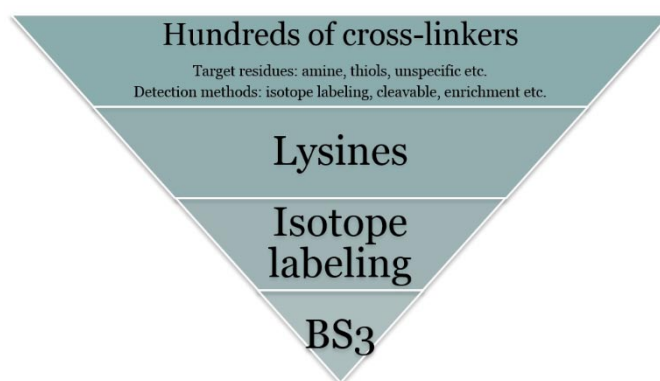 Hundreds of cross-linkers
Target residues: amine, thiols, unspecific etc.
Detection methods: isotope labeling, cleavable, enrichment etc.
Lysines
Isotope
labeling
BS3